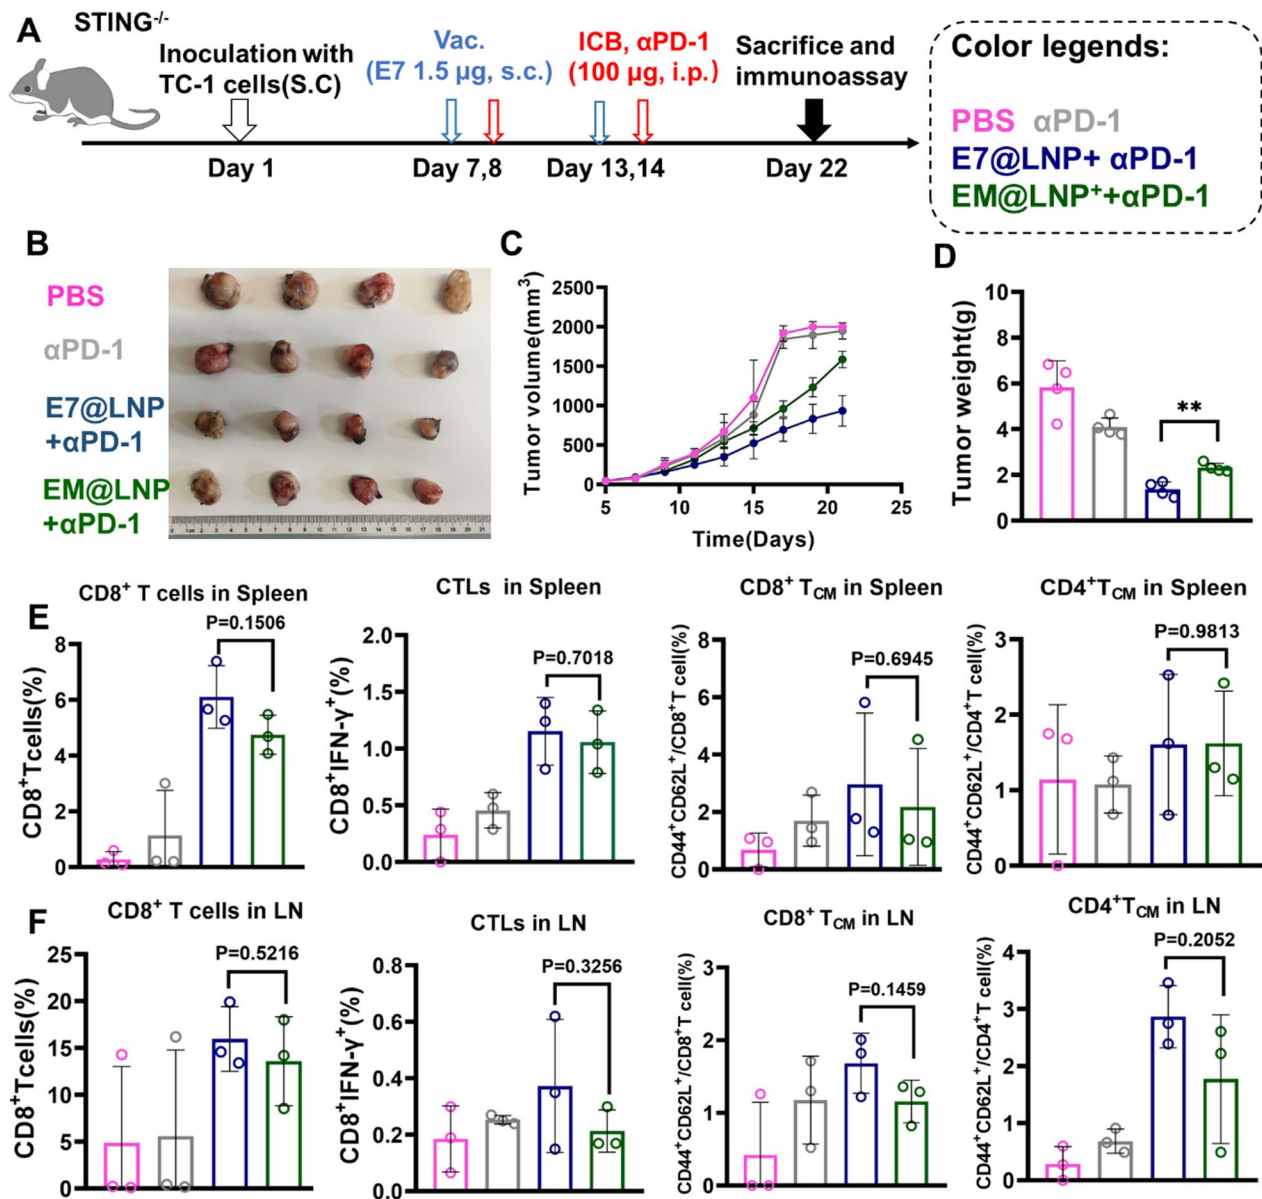 A
STING-/-
Inoculation with
TC-1 cells(S.C)
Vac.
(E7 1.5 μg, s.c.)
ICB, αPD-1
(100 μg, i.p.)
Sacrifice and
immunoassay
Day 1
Day 7,8
Day 13,14
Day 22
Color legends:
PBS αPD-1
E7@LNP+ αPD-1
EM@LNP++αPD-1
B
PBS
αPD-1
E7@LNP
+αPD-1
EM@LNP
+αPD-1
C
Tumor volume(mm3)
2500
2000
1500
1000
500
0
5
10
15
20
25
Time(Days)
D
Tumor weight(g)
10
8
6
4
2
0
**
E
CD8+ T cells in Spleen
P=0.1506
CD8+Tcells(%)
8
6
4
2
0
CTLs in Spleen
P=0.7018
CD8+IFN-γ+(%)
2.0
1.5
1.0
0.5
0.0
CD8+ TCM in Spleen
P=0.6945
CD44+CD62L+/CD8+T cell(%)
8
6
4
2
0
CD4+TCM in Spleen
P=0.9813
CD44+CD62L+/CD4+T cell(%)
3
2
1
0
F
CD8+ T cells in LN
P=0.5216
CD8+Tcells(%)
25
20
15
10
5
0
CTLs in LN
P=0.3256
CD8+IFN-γ+(%)
0.8
0.6
0.4
0.2
0.0
CD8+ TCM in LN
P=0.1459
CD44+CD62L+/CD8+T cell(%)
3
2
1
0
CD4+TCM in LN
P=0.2052
CD44+CD62L+/CD4+T cell(%)
4
3
2
1
0